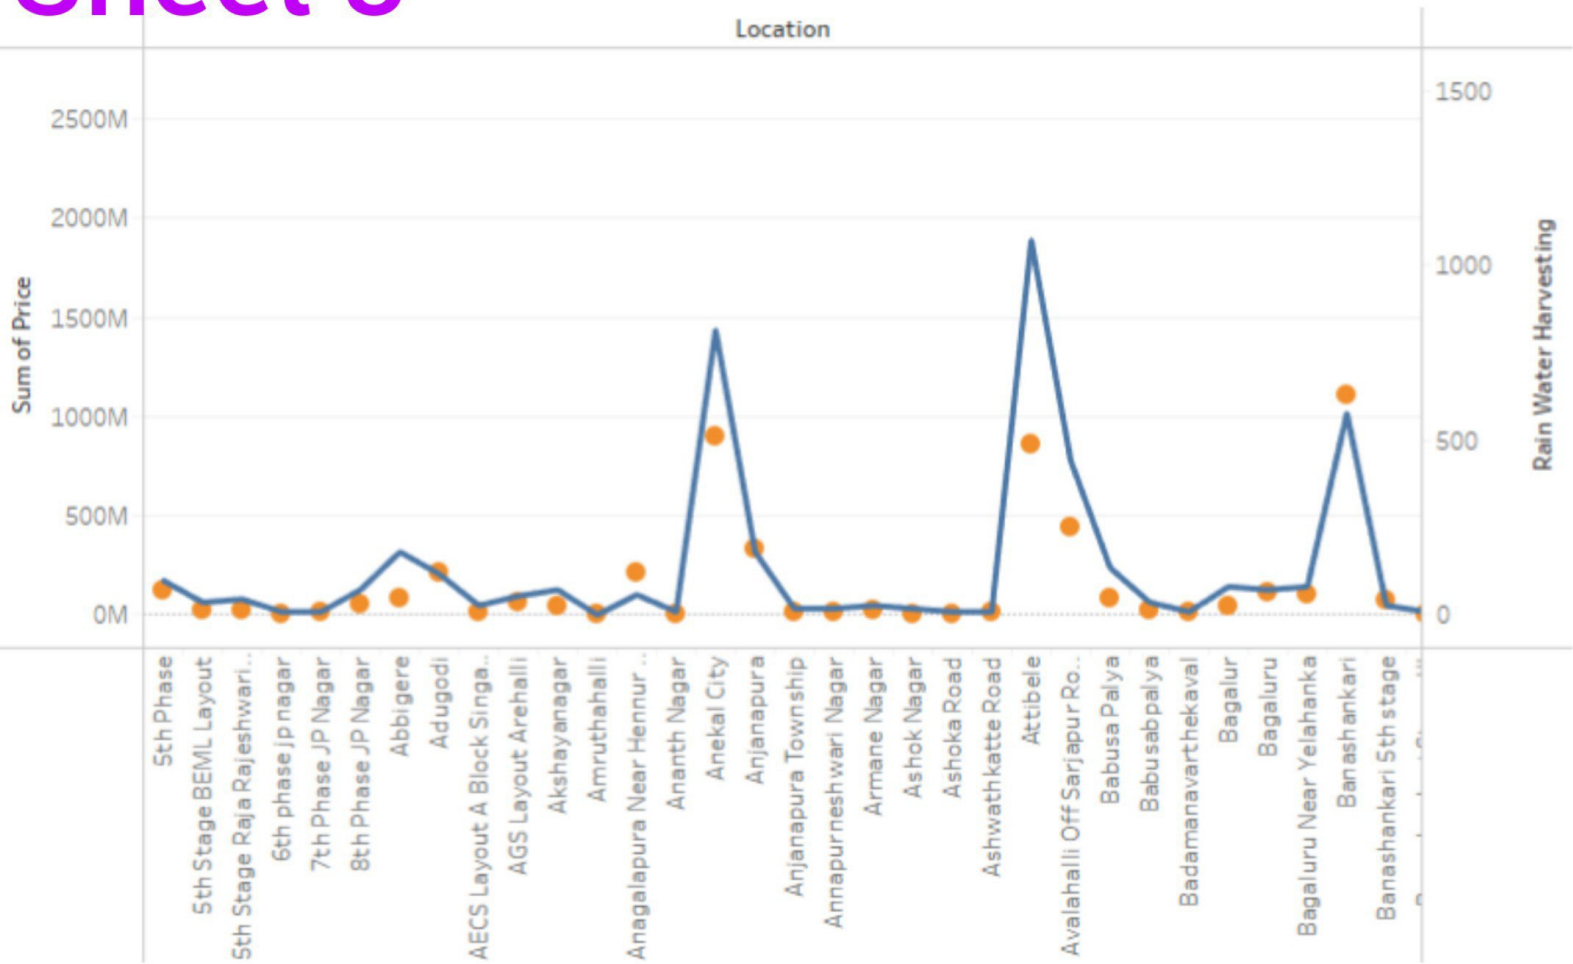 Sheet 6
Location
2500M
2000M
1500M
1000M
500M
0M
Sum of Price
1500
1000
500
0
Rain Water Harvesting
5th Phase
5th Stage BEML Layout
5th Stage Raja Rajeshwari..
6th phase jp nagar
7th Phase JP Nagar
8th Phase JP Nagar
Abbigere
Adugodi
AECS Layout A Block Singa..
AGS Layout Arehalli
Akshayanagar
Amruthahalli
Anagalapura Near Hennur ..
Ananth Nagar
Anekal City
Anjanapura
Anjanapura Township
Annapurneshwari Nagar
Armane Nagar
Ashok Nagar
Ashoka Road
Ashwathkatte Road
Attibele
Avalahalli Off Sarjapur Ro..
Babusa Palya
Babusabpalya
Badamanavarthekaval
Bagalur
Bagaluru
Bagaluru Near Yelahanka
Banashankari
Banashankari 5th stage